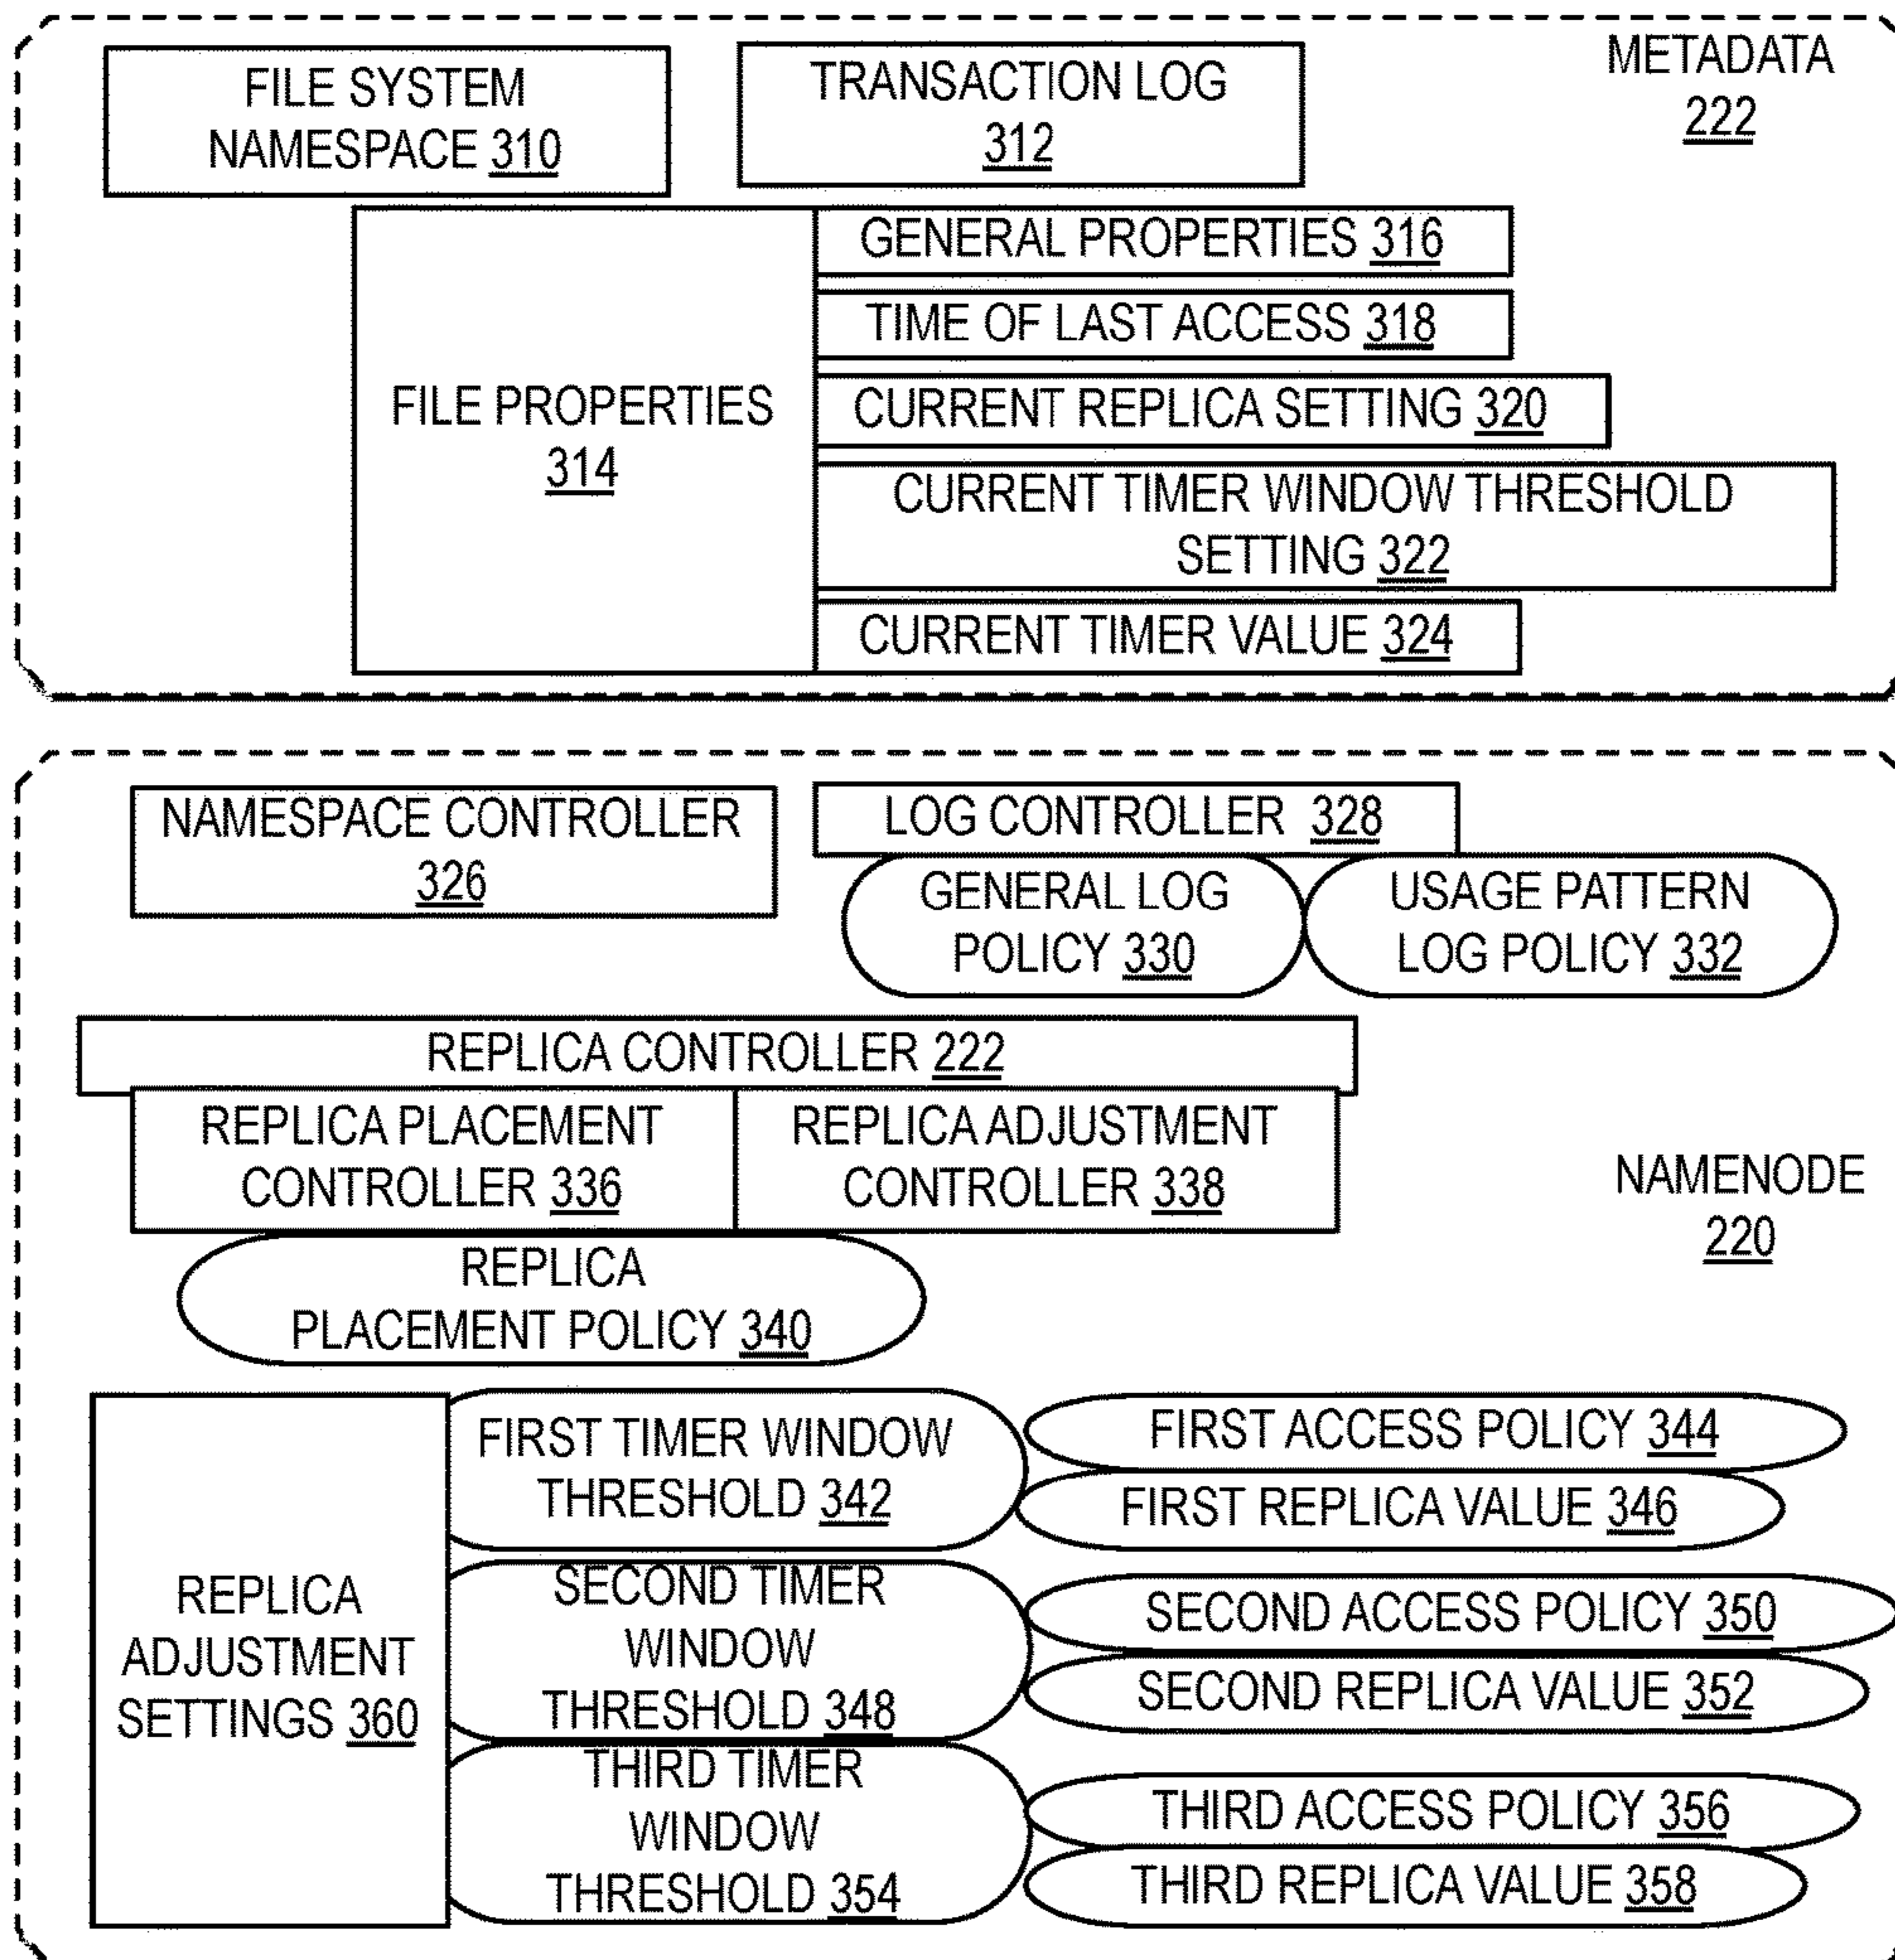 FILE SYSTEM
NAMESPACE 310
TRANSACTION LOG
312
METADATA
222
FILE PROPERTIES
314
GENERAL PROPERTIES 316
TIME OF LAST ACCESS 318
CURRENT REPLICA SETTING 320
CURRENT TIMER WINDOW THRESHOLD
SETTING 322
CURRENT TIMER VALUE 324
NAMESPACE CONTROLLER
326
LOG CONTROLLER 328
GENERAL LOG
POLICY 330
USAGE PATTERN
LOG POLICY 332
REPLICA CONTROLLER 222
REPLICA PLACEMENT
CONTROLLER 336
REPLICA ADJUSTMENT
CONTROLLER 338
NAMENODE
220
REPLICA
PLACEMENT POLICY 340
REPLICA
ADJUSTMENT
SETTINGS 360
FIRST TIMER WINDOW
THRESHOLD 342
FIRST ACCESS POLICY 344
FIRST REPLICA VALUE 346
SECOND TIMER
WINDOW
THRESHOLD 348
SECOND ACCESS POLICY 350
SECOND REPLICA VALUE 352
THIRD TIMER
WINDOW
THRESHOLD 354
THIRD ACCESS POLICY 356
THIRD REPLICA VALUE 358